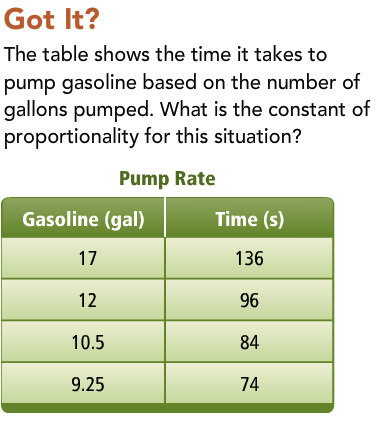 Got It?
The table shows the time it takes to
pump gasoline based on the number of
gallons pumped. What is the constant of
proportionality for this situation?
Pump Rate
Gasoline (gal) Time (s)
17 136
12 96
10.5 84
9.25 74